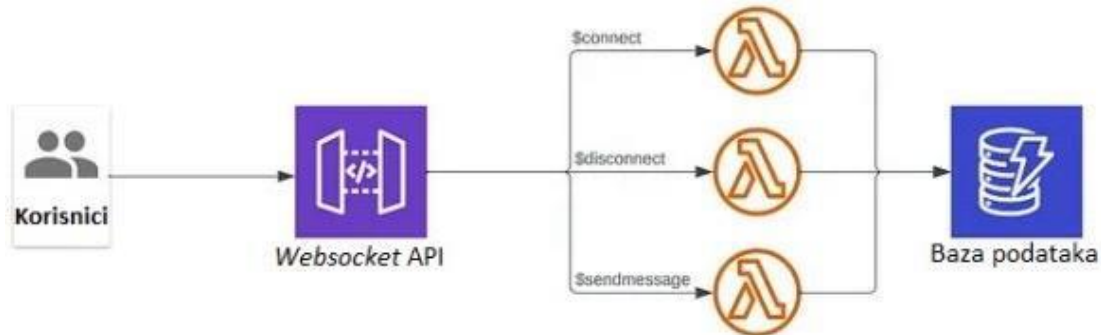 $connect
$disconnect
$sendmessage
Korisnici
Websocket API
Baza podataka